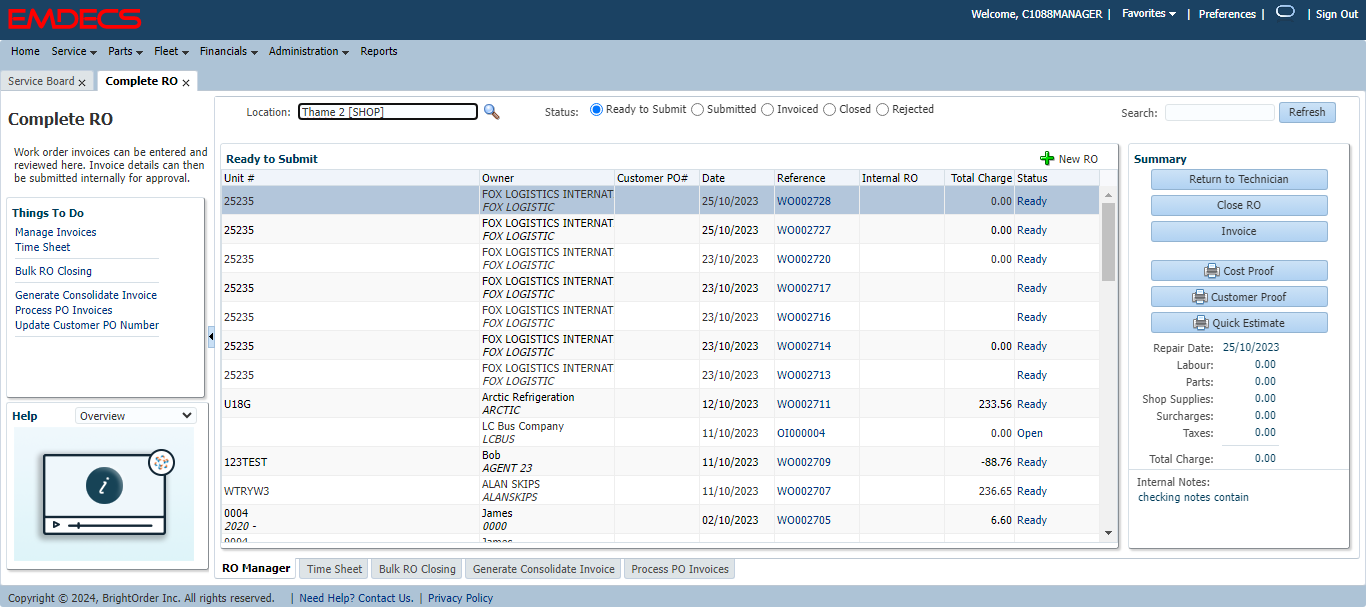 EMDECS
Welcome, C1088MANAGER | Favorites | Preferences | | Sign Out
Home Service Parts Fleet Financials Administration Reports
Service Board x Complete RO x
Complete RO
Work order invoices can be entered and
reviewed here. Invoice details can then
be submitted internally for approval.
Things To Do
Manage Invoices
Time Sheet
Bulk RO Closing
Generate Consolidate Invoice
Process PO Invoices
Update Customer PO Number
Help Overview
i
Location: Thame 2 [SHOP] Status: Ready to Submit Submitted Invoiced Closed Rejected Search: Refresh
Ready to Submit New RO
Unit # Owner Customer PO# Date Reference Internal RO Total Charge Status
25235 FOX LOGISTICS INTERNAT 25/10/2023 WO002728 0.00 Ready
FOX LOGISTIC
25235 FOX LOGISTICS INTERNAT 25/10/2023 WO002727 0.00 Ready
FOX LOGISTIC
25235 FOX LOGISTICS INTERNAT 23/10/2023 WO002720 0.00 Ready
FOX LOGISTIC
25235 FOX LOGISTICS INTERNAT 23/10/2023 WO002717 Ready
FOX LOGISTIC
25235 FOX LOGISTICS INTERNAT 23/10/2023 WO002716 Ready
FOX LOGISTIC
25235 FOX LOGISTICS INTERNAT 23/10/2023 WO002714 0.00 Ready
FOX LOGISTIC
25235 FOX LOGISTICS INTERNAT 23/10/2023 WO002713 Ready
FOX LOGISTIC
U18G Arctic Refrigeration 12/10/2023 WO002711 233.56 Ready
ARCTIC
LC Bus Company 11/10/2023 OI000004 0.00 Open
LCBUS
123TEST Bob 11/10/2023 WO002709 -88.76 Ready
AGENT 23
WTRYW3 ALAN SKIPS 11/10/2023 WO002707 236.65 Ready
ALANSKIPS
0004 James 02/10/2023 WO002705 6.60 Ready
2020 - 0000
0004 James
Summary
Return to Technician
Close RO
Invoice
Cost Proof
Customer Proof
Quick Estimate
Repair Date: 25/10/2023
Labour: 0.00
Parts: 0.00
Shop Supplies: 0.00
Surcharges: 0.00
Taxes: 0.00
Total Charge: 0.00
Internal Notes:
checking notes contain
RO Manager Time Sheet Bulk RO Closing Generate Consolidate Invoice Process PO Invoices
Copyright © 2024, BrightOrder Inc. All rights reserved. | Need Help? Contact Us. | Privacy Policy